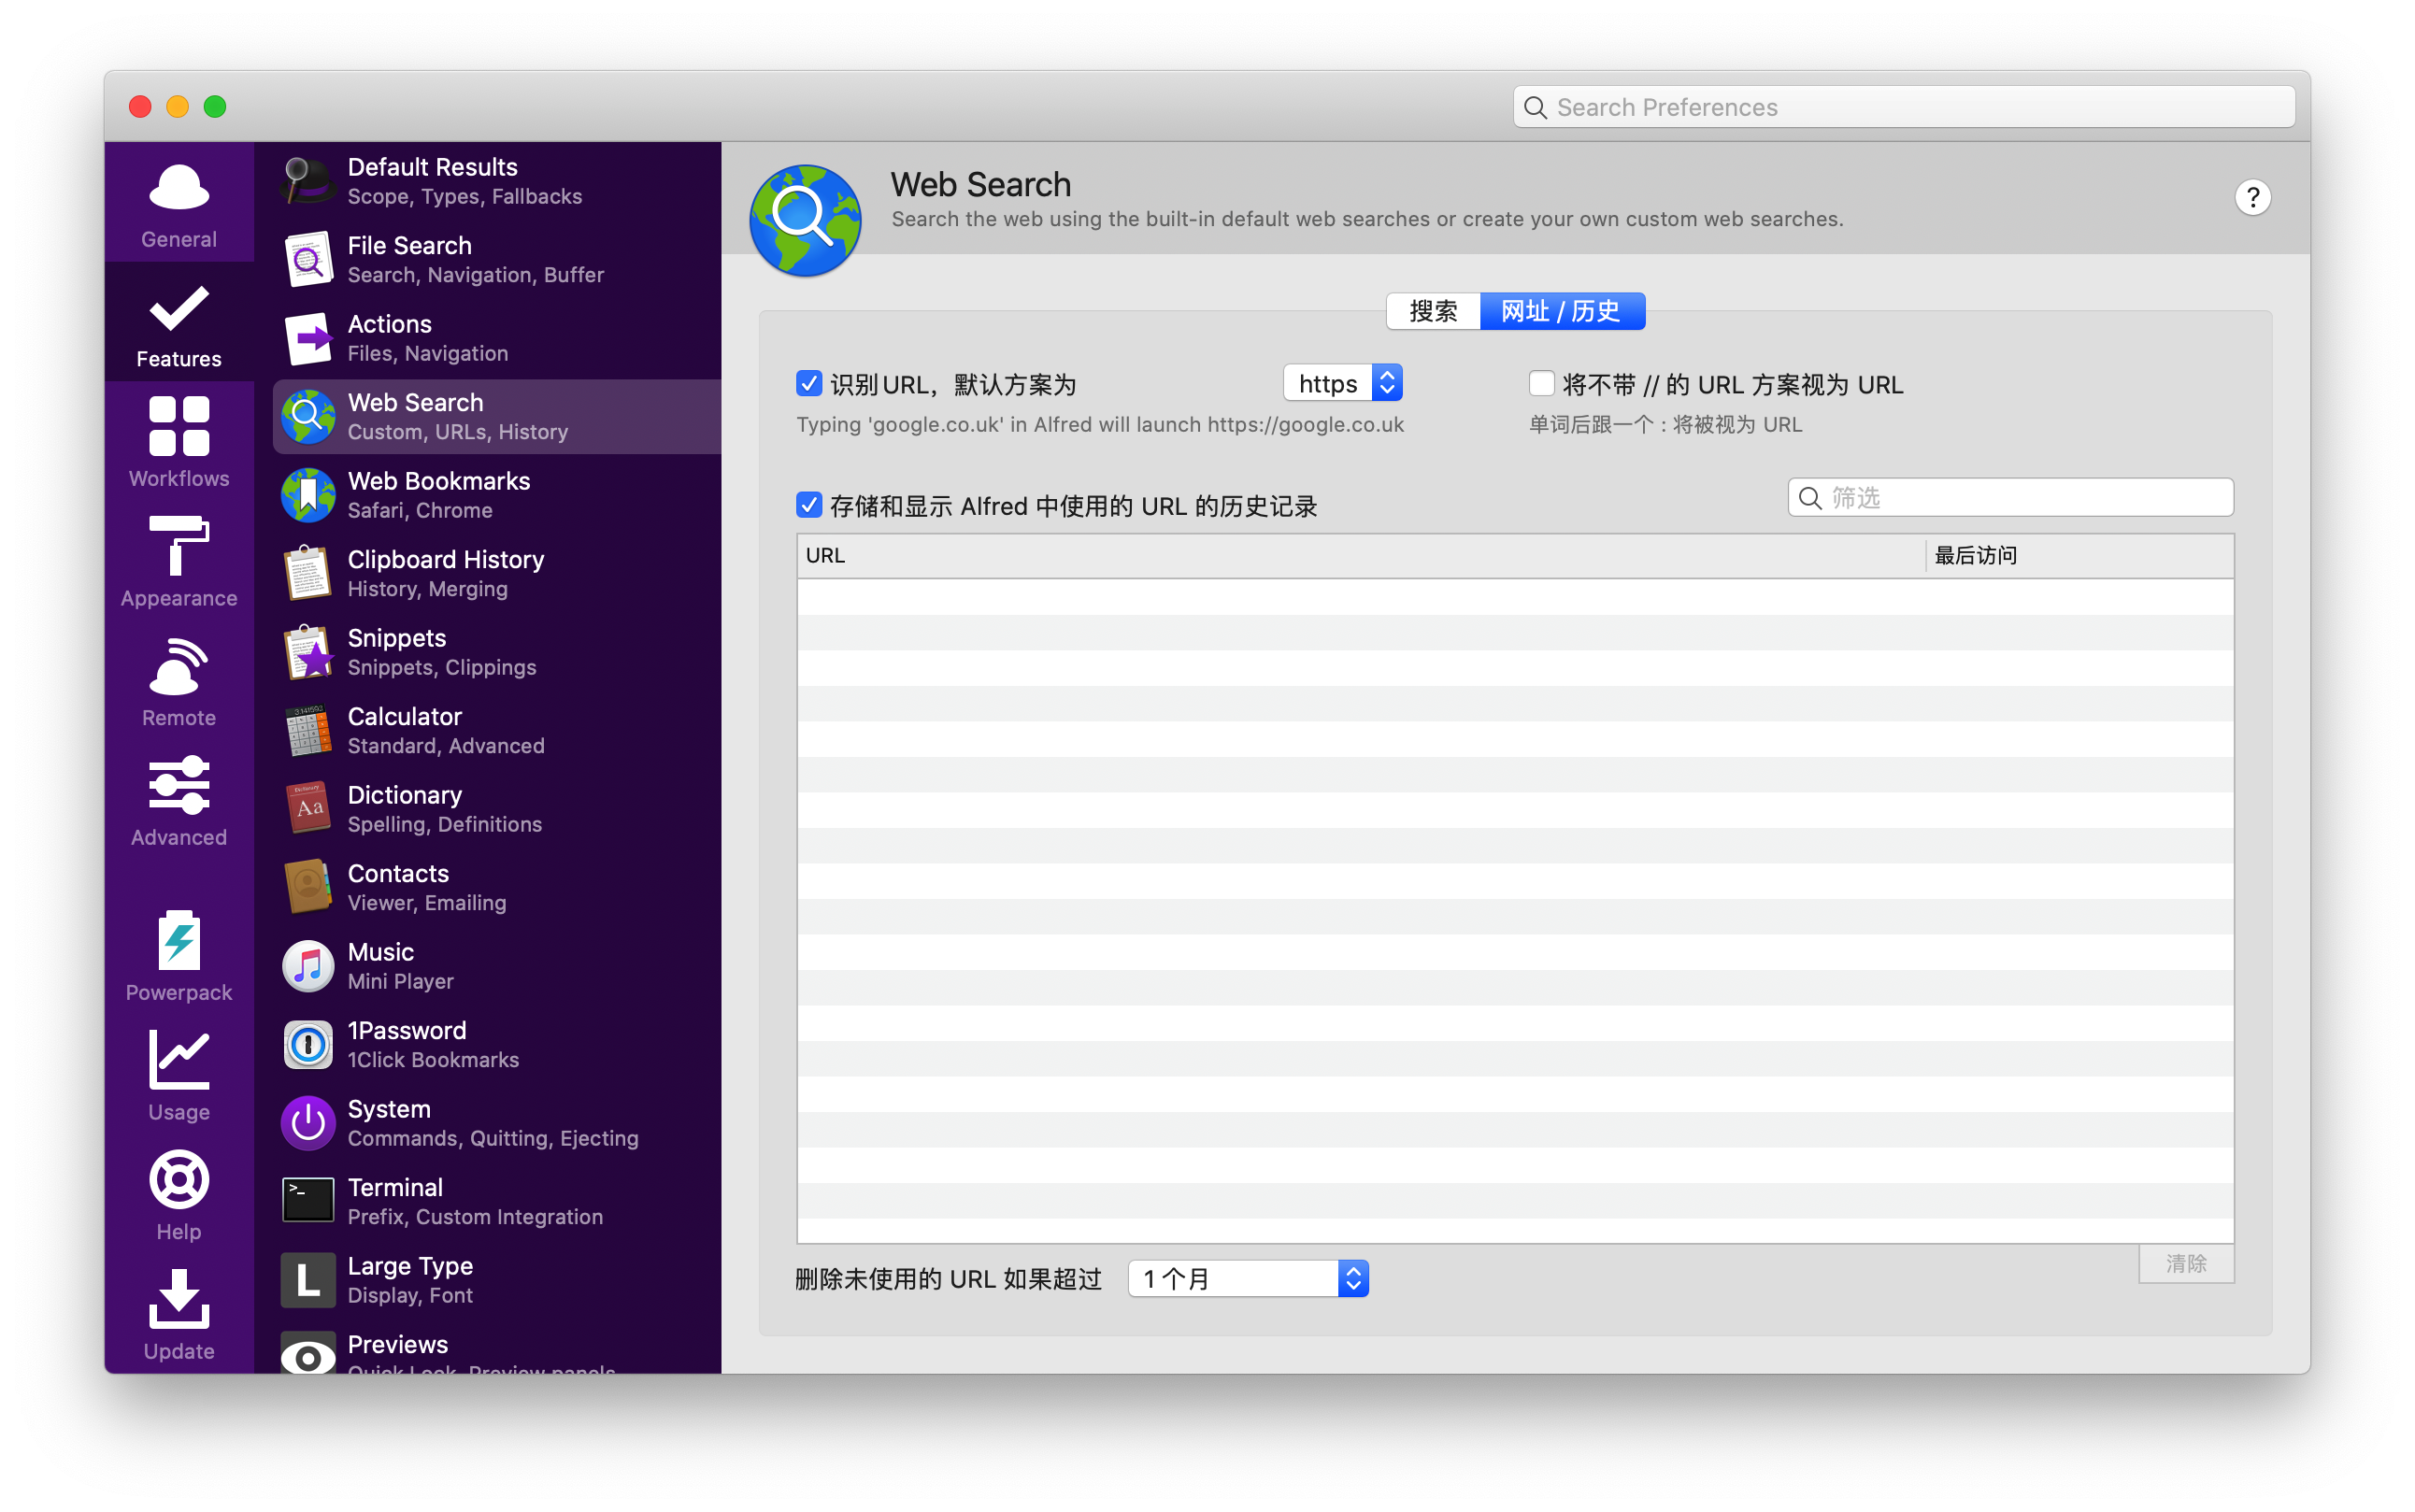 Search Preferences
General
Features
Workflows
Appearance
Remote
Advanced
Powerpack
Usage
Help
Update
Default Results
Scope, Types, Fallbacks
File Search
Search, Navigation, Buffer
Actions
Files, Navigation
Web Search
Custom, URLs, History
Web Bookmarks
Safari, Chrome
Clipboard History
History, Merging
Snippets
Snippets, Clippings
Calculator
Standard, Advanced
Dictionary
Spelling, Definitions
Contacts
Viewer, Emailing
Music
Mini Player
1Password
1Click Bookmarks
System
Commands, Quitting, Ejecting
Terminal
Prefix, Custom Integration
Large Type
Display, Font
Previews
Quick Look, Preview panels
Web Search
Search the web using the built-in default web searches or create your own custom web searches.
?
搜索 网址 / 历史
识别URL，默认方案为 https
Typing 'google.co.uk' in Alfred will launch https://google.co.uk
将不带 // 的 URL 方案视为 URL
单词后跟一个 : 将被视为 URL
存储和显示 Alfred 中使用的 URL 的历史记录
筛选
URL 最后访问
清除
删除未使用的 URL 如果超过 1 个月